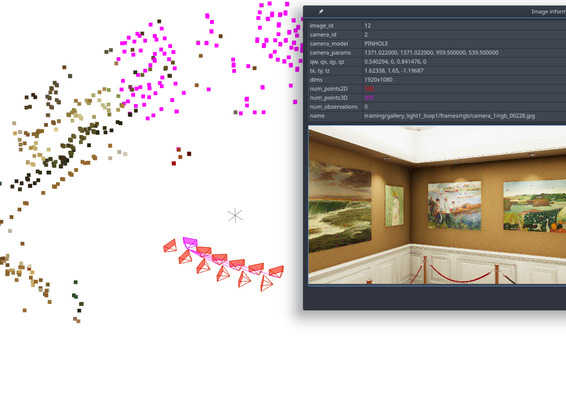 Image inform
image_id 12
camera_id 2
camera_model PINHOLE
camera_params 1371.022000, 1371.022000, 959.500000, 539.500000
qw, qx, qy, qz 0.540294, 0, 0.841476, 0
tx, ty, tz 1.62338, 1.65, -1.19687
dims 1920x1080
num_points2D
num_points3D
num_observations 0
name training/gallery_light1_loop1/frames/rgb/camera_1/rgb_00228.jpg